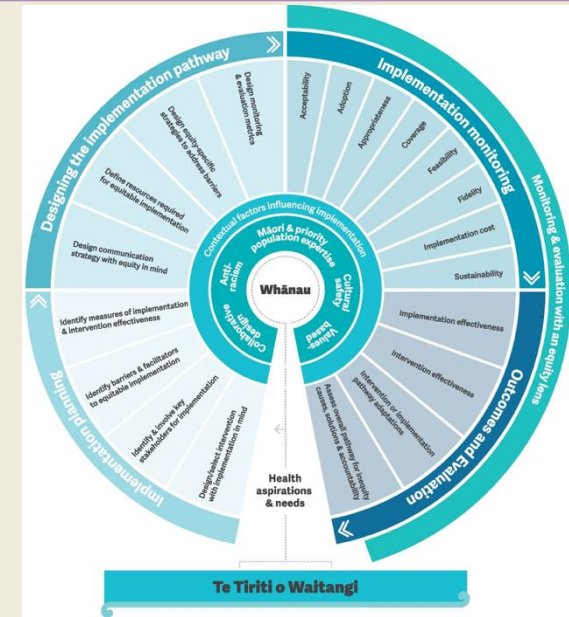 Designing the implementation pathway
Design communication
strategy with equity in mind
Define resources required
for equitable implementation
Design equity-specific
strategies to address barriers
Design monitoring
& evaluation metrics
Implementation monitoring
Acceptability
Adoption
Appropriateness
Coverage
Feasibility
Fidelity
Implementation cost
Sustainability
Monitoring & evaluation with an equity lens
Outcomes and Evaluation
Implementation effectiveness
Intervention effectiveness
Intervention or implementation
pathway adaptations
Assess overall pathway for inequity
causes, solutions & accountability
Implementation planning
Design/select intervention
with implementation in mind
Identify & involve key
stakeholders for implementation
Identify barriers & facilitators
to equitable implementation
Identify measures of implementation
& intervention effectiveness
Contextual factors influencing implementation
Collaborative
design
Anti-
racism
Māori & priority
population expertise
Cultural
safety
Values-
based
Whānau
Health
aspirations
& needs
Te Tiriti o Waitangi